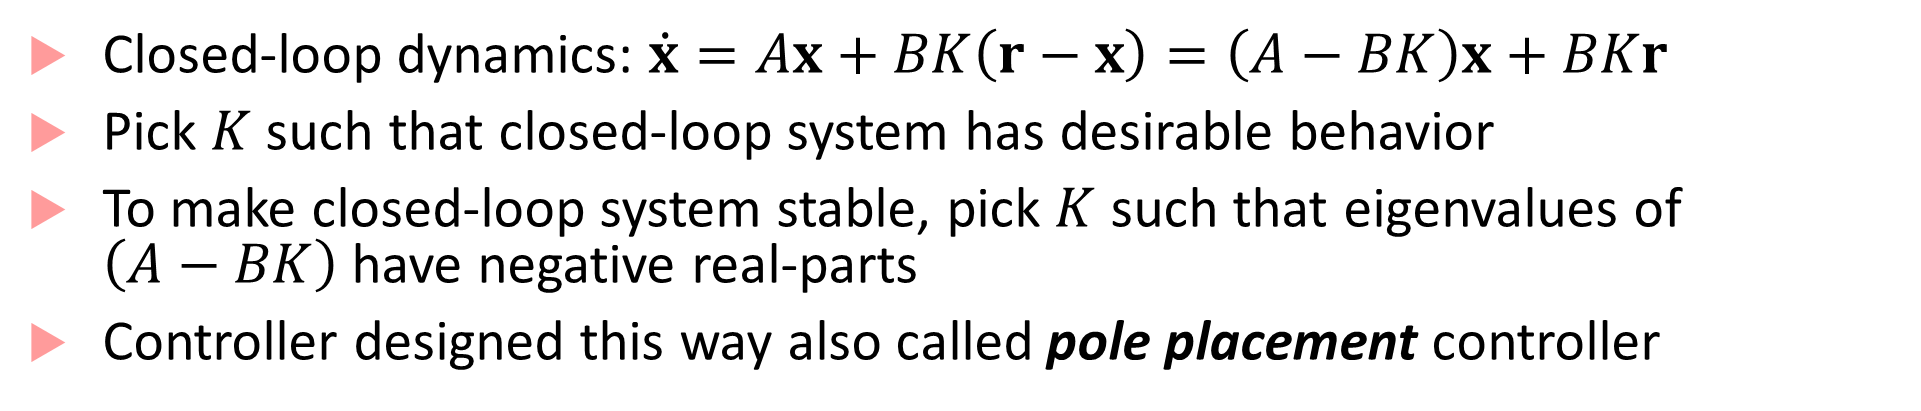 Closed-loop dynamics: ẋ = Ax + BK(r − x) = (A − BK)x + BKr
Pick K such that closed-loop system has desirable behavior
To make closed-loop system stable, pick K such that eigenvalues of
(A − BK) have negative real-parts
Controller designed this way also called pole placement controller